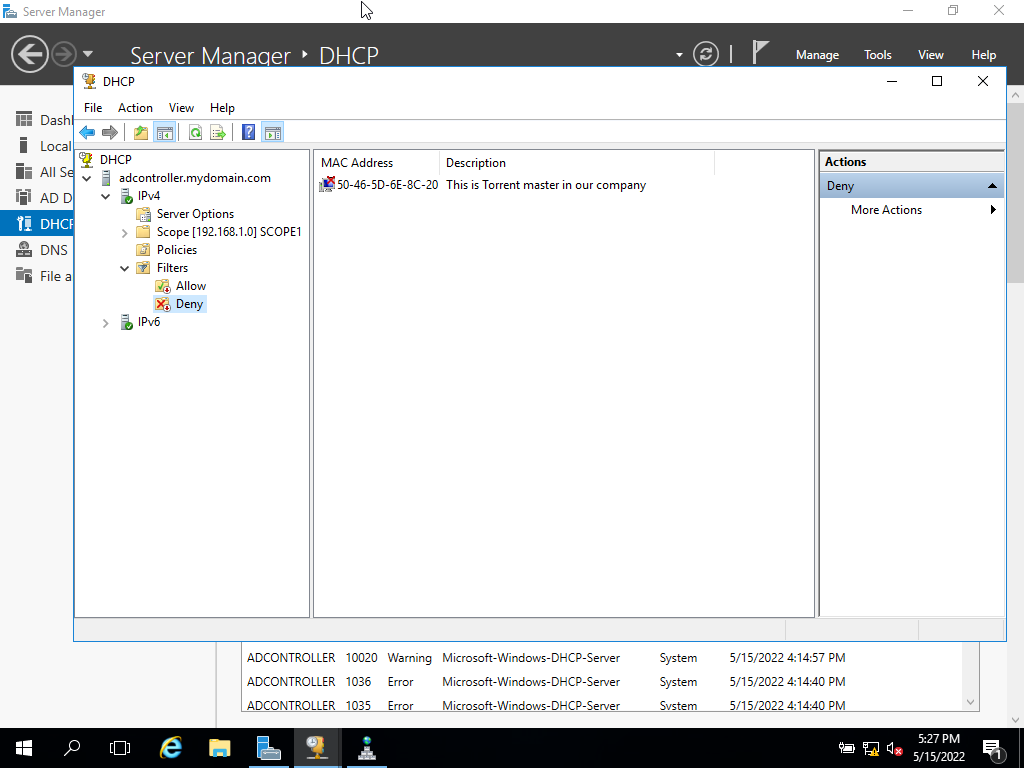 Server Manager
Server Manager • DHCP
Manage Tools View Help
DHCP
File Action View Help
Local
All Se
AD D
DHCP
DNS
File a
DHCP
adcontroller.mydomain.com
IPv4
Server Options
Scope [192.168.1.0] SCOPE1
Policies
Filters
Allow
Deny
IPv6
MAC Address Description
50-46-5D-6E-8C-20 This is Torrent master in our company
Actions
Deny
More Actions
ADCONTROLLER 10020 Warning Microsoft-Windows-DHCP-Server System 5/15/2022 4:14:57 PM
ADCONTROLLER 1036 Error Microsoft-Windows-DHCP-Server System 5/15/2022 4:14:40 PM
ADCONTROLLER 1035 Error Microsoft-Windows-DHCP-Server System 5/15/2022 4:14:40 PM
5:27 PM
5/15/2022
1